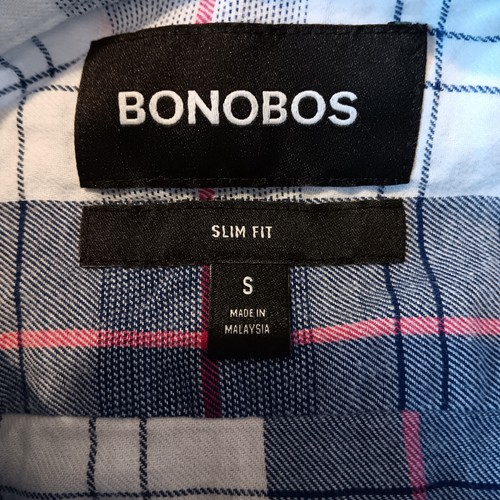 BONOBOS
SLIM FIT
S
MADE IN
MALAYSIA